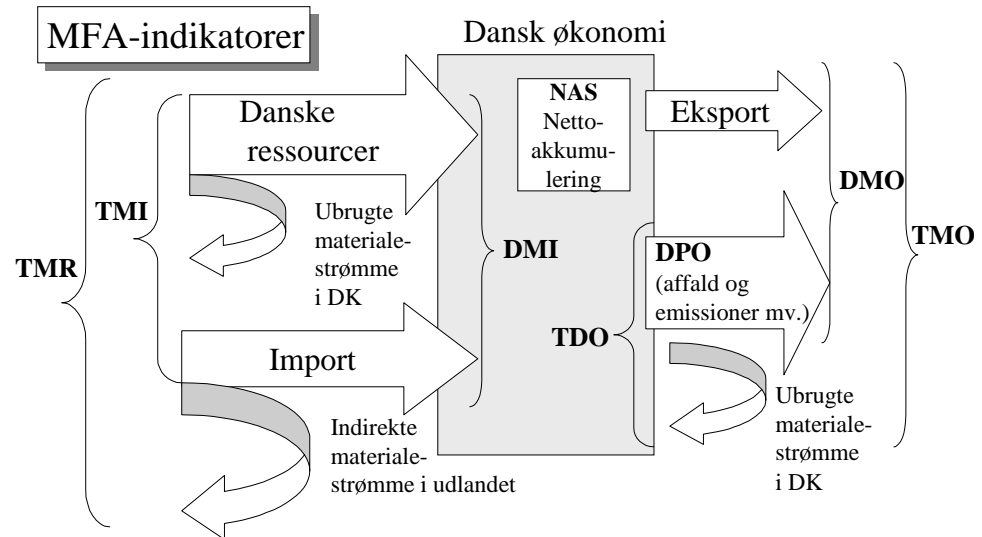 MFA-indikatorer
Dansk økonomi
Danske
ressourcer
NAS
Netto-
akkumu-
lering
Eksport
TMI
TMR
Ubrugte
materiale-
strømme
i DK
DMI
DPO
(affald og
emissioner mv.)
DMO
TMO
TDO
Import
Indirekte
materiale-
strømme i udlandet
Ubrugte
materiale-
strømme
i DK